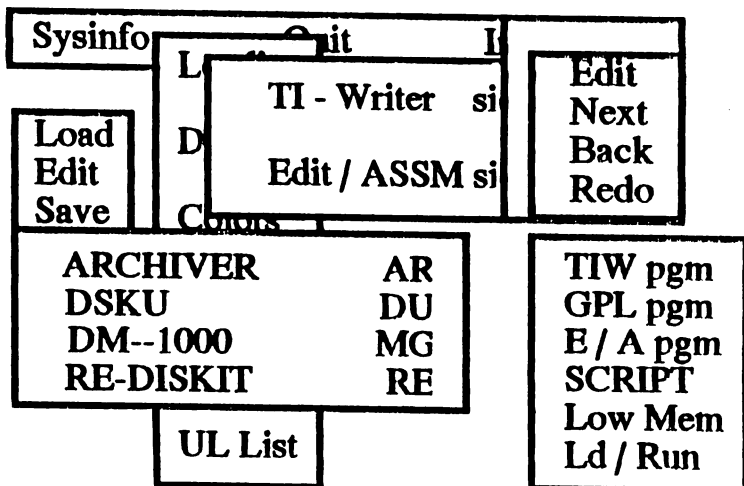 Sysinfo
TI - Writer
Edit / ASSM
Edit
Next
Back
Redo
Load
Edit
Save
Colors
ARCHIVER AR
DSKU DU
DM--1000 MG
RE-DISKIT RE
UL List
TIW pgm
GPL pgm
E / A pgm
SCRIPT
Low Mem
Ld / Run